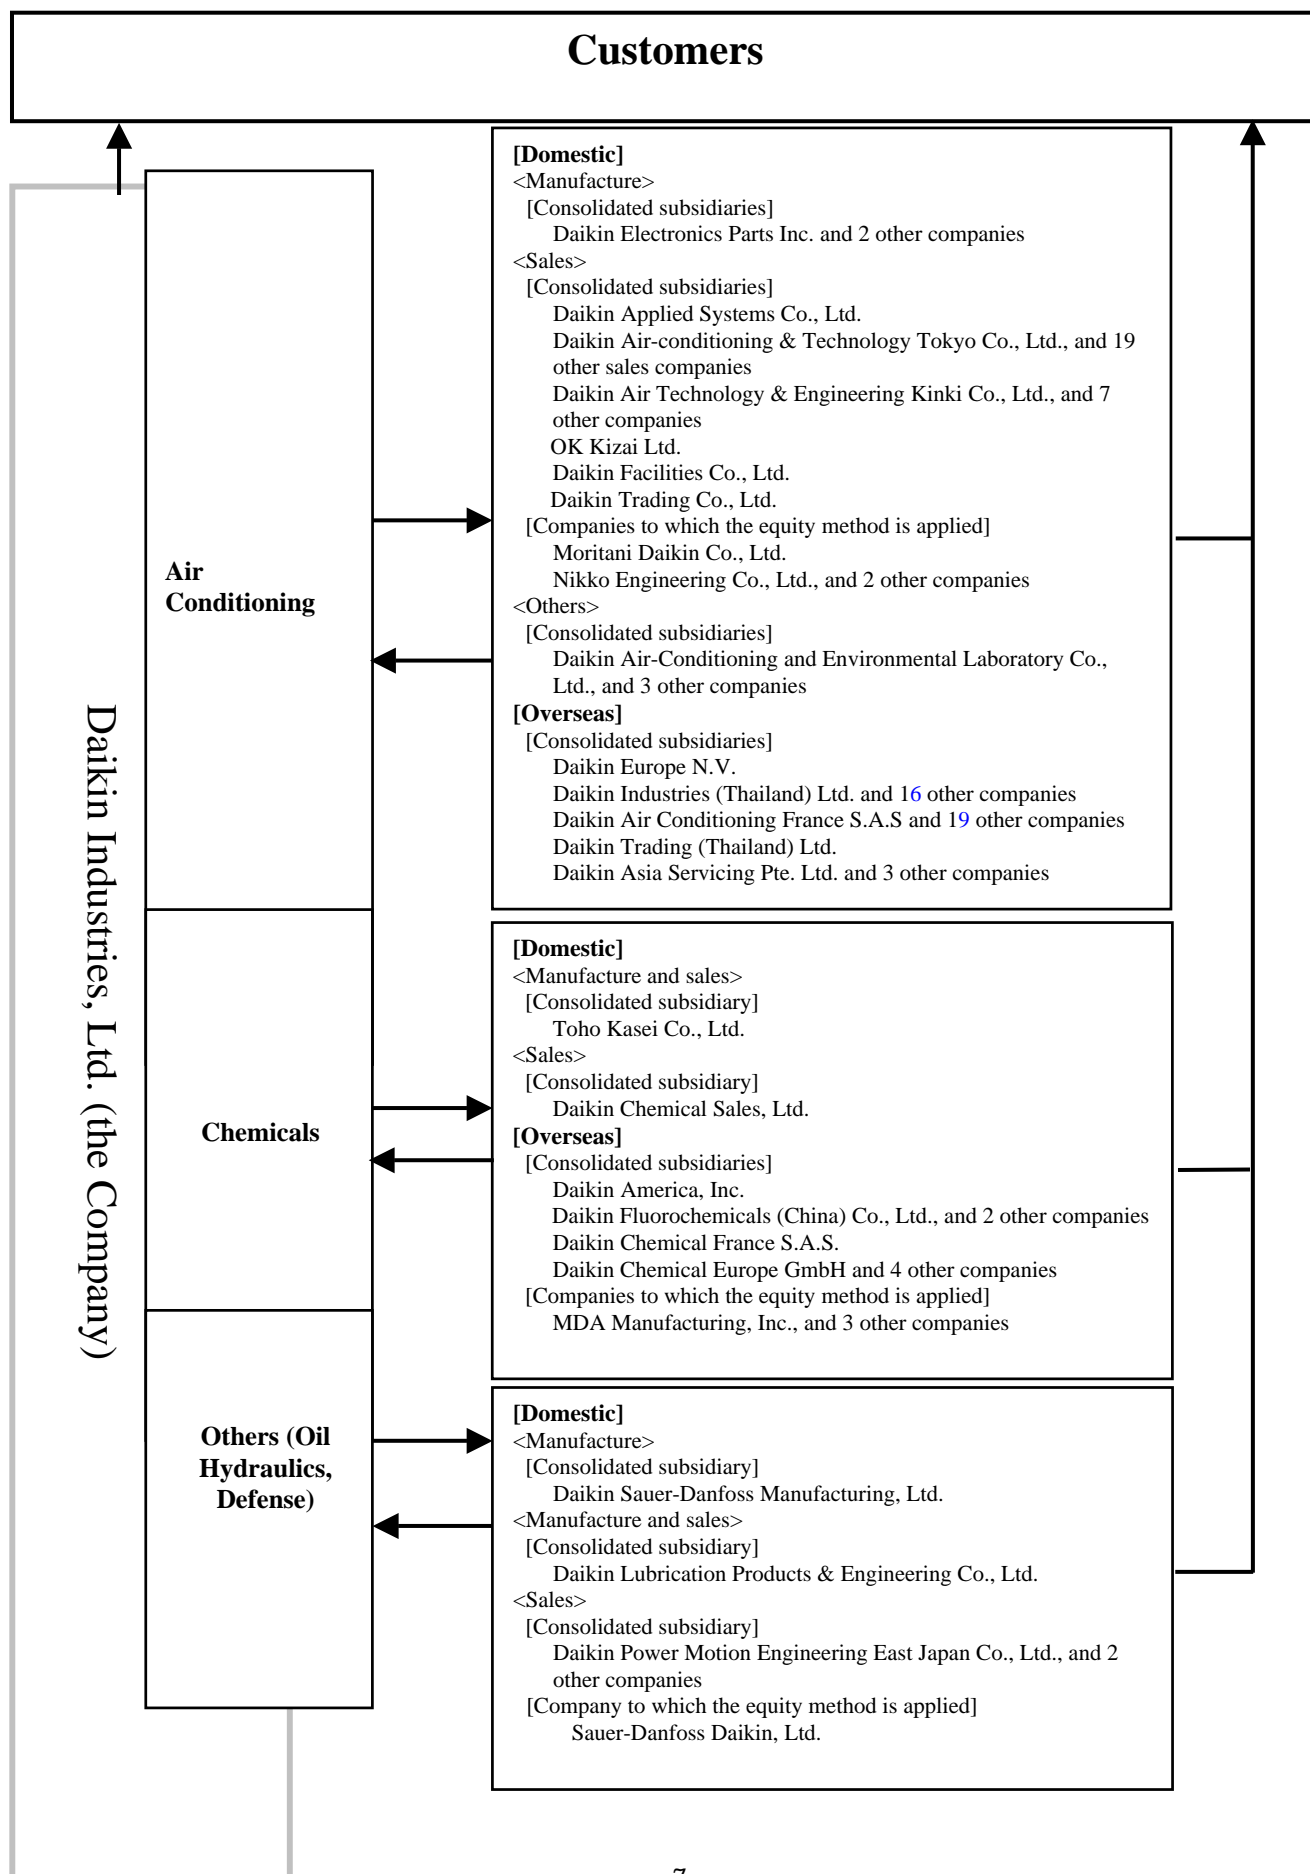 Customers
Daikin Industries, Ltd. (the Company)
Air
Conditioning
[Domestic]
<Manufacture>
[Consolidated subsidiaries]
Daikin Electronics Parts Inc. and 2 other companies
<Sales>
[Consolidated subsidiaries]
Daikin Applied Systems Co., Ltd.
Daikin Air-conditioning & Technology Tokyo Co., Ltd., and 19
other sales companies
Daikin Air Technology & Engineering Kinki Co., Ltd., and 7
other companies
OK Kizai Ltd.
Daikin Facilities Co., Ltd.
Daikin Trading Co., Ltd.
[Companies to which the equity method is applied]
Moritani Daikin Co., Ltd.
Nikko Engineering Co., Ltd., and 2 other companies
<Others>
[Consolidated subsidiaries]
Daikin Air-Conditioning and Environmental Laboratory Co.,
Ltd., and 3 other companies
[Overseas]
[Consolidated subsidiaries]
Daikin Europe N.V.
Daikin Industries (Thailand) Ltd. and 16 other companies
Daikin Air Conditioning France S.A.S and 19 other companies
Daikin Trading (Thailand) Ltd.
Daikin Asia Servicing Pte. Ltd. and 3 other companies
Chemicals
[Domestic]
<Manufacture and sales>
[Consolidated subsidiary]
Toho Kasei Co., Ltd.
<Sales>
[Consolidated subsidiary]
Daikin Chemical Sales, Ltd.
[Overseas]
[Consolidated subsidiaries]
Daikin America, Inc.
Daikin Fluorochemicals (China) Co., Ltd., and 2 other companies
Daikin Chemical France S.A.S.
Daikin Chemical Europe GmbH and 4 other companies
[Companies to which the equity method is applied]
MDA Manufacturing, Inc., and 3 other companies
Others (Oil
Hydraulics,
Defense)
[Domestic]
<Manufacture>
[Consolidated subsidiary]
Daikin Sauer-Danfoss Manufacturing, Ltd.
<Manufacture and sales>
[Consolidated subsidiary]
Daikin Lubrication Products & Engineering Co., Ltd.
<Sales>
[Consolidated subsidiary]
Daikin Power Motion Engineering East Japan Co., Ltd., and 2
other companies
[Company to which the equity method is applied]
Sauer-Danfoss Daikin, Ltd.
7